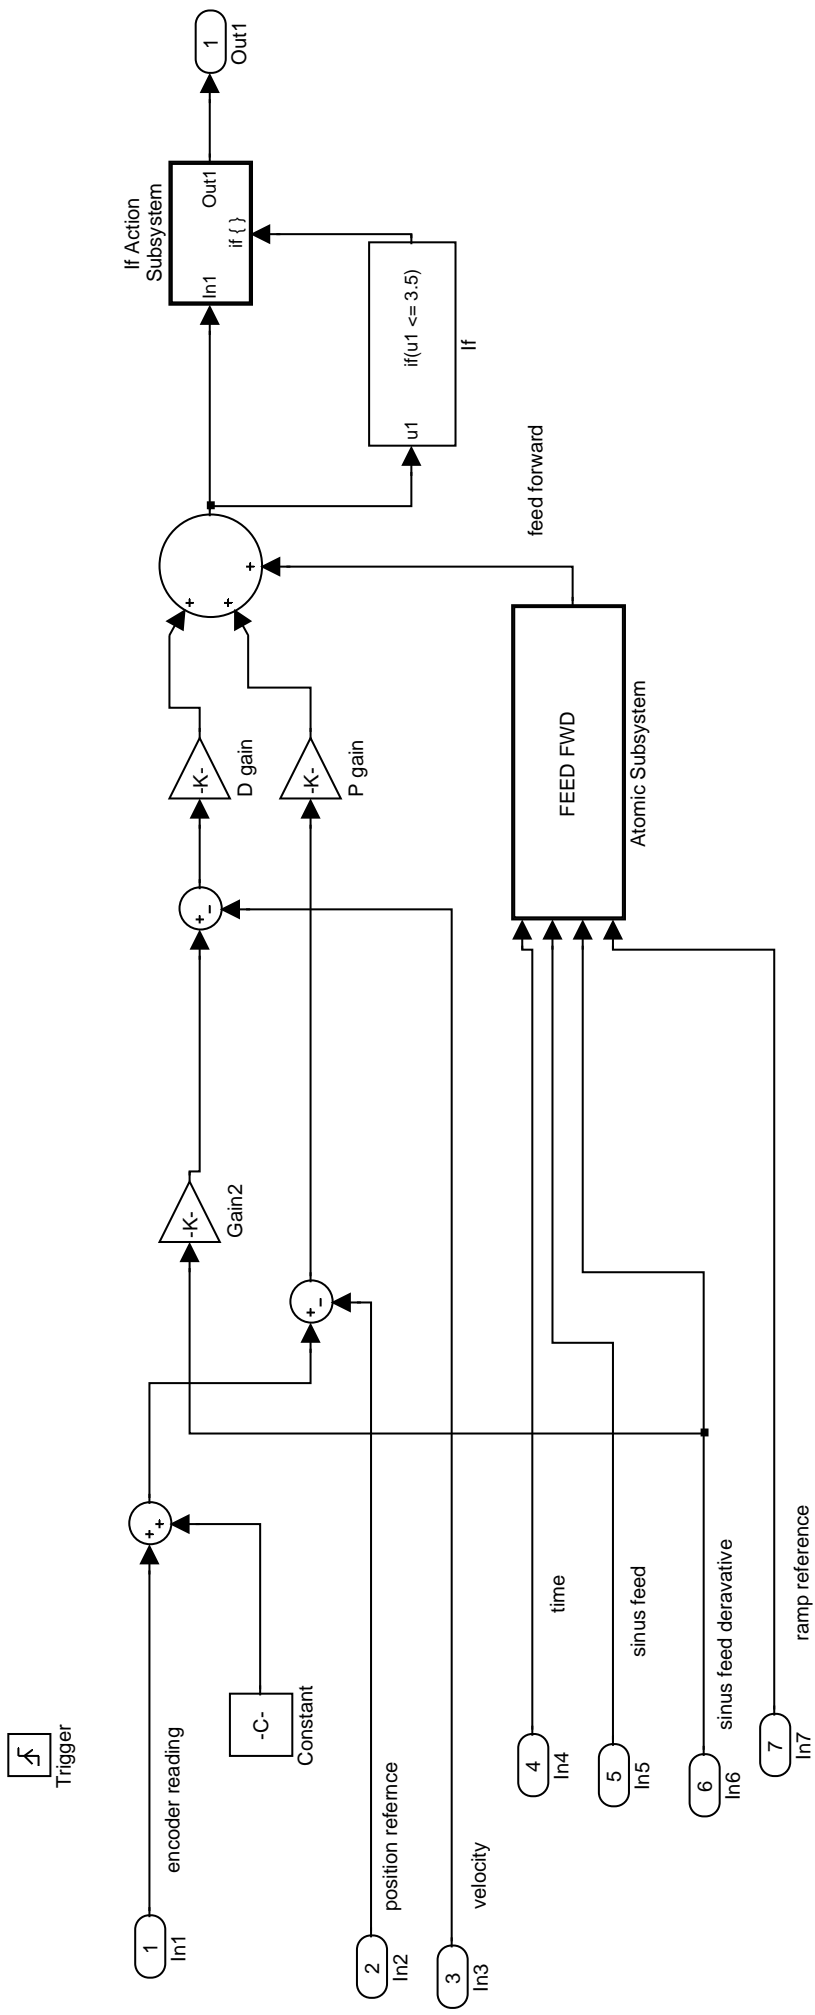 Trigger
1
In1
encoder reading
-C-
Constant
+
+
2
In2
position refernce
3
In3
velocity
+
-
-K-
Gain2
+
-
-K-
D gain
-K-
P gain
+
+
+
In1
Out1
if { }
If Action
Subsystem
1
Out1
u1
if(u1 <= 3.5)
If
feed forward
FEED FWD
Atomic Subsystem
4
In4
time
5
In5
sinus feed
6
In6
sinus feed deravative
7
In7
ramp reference